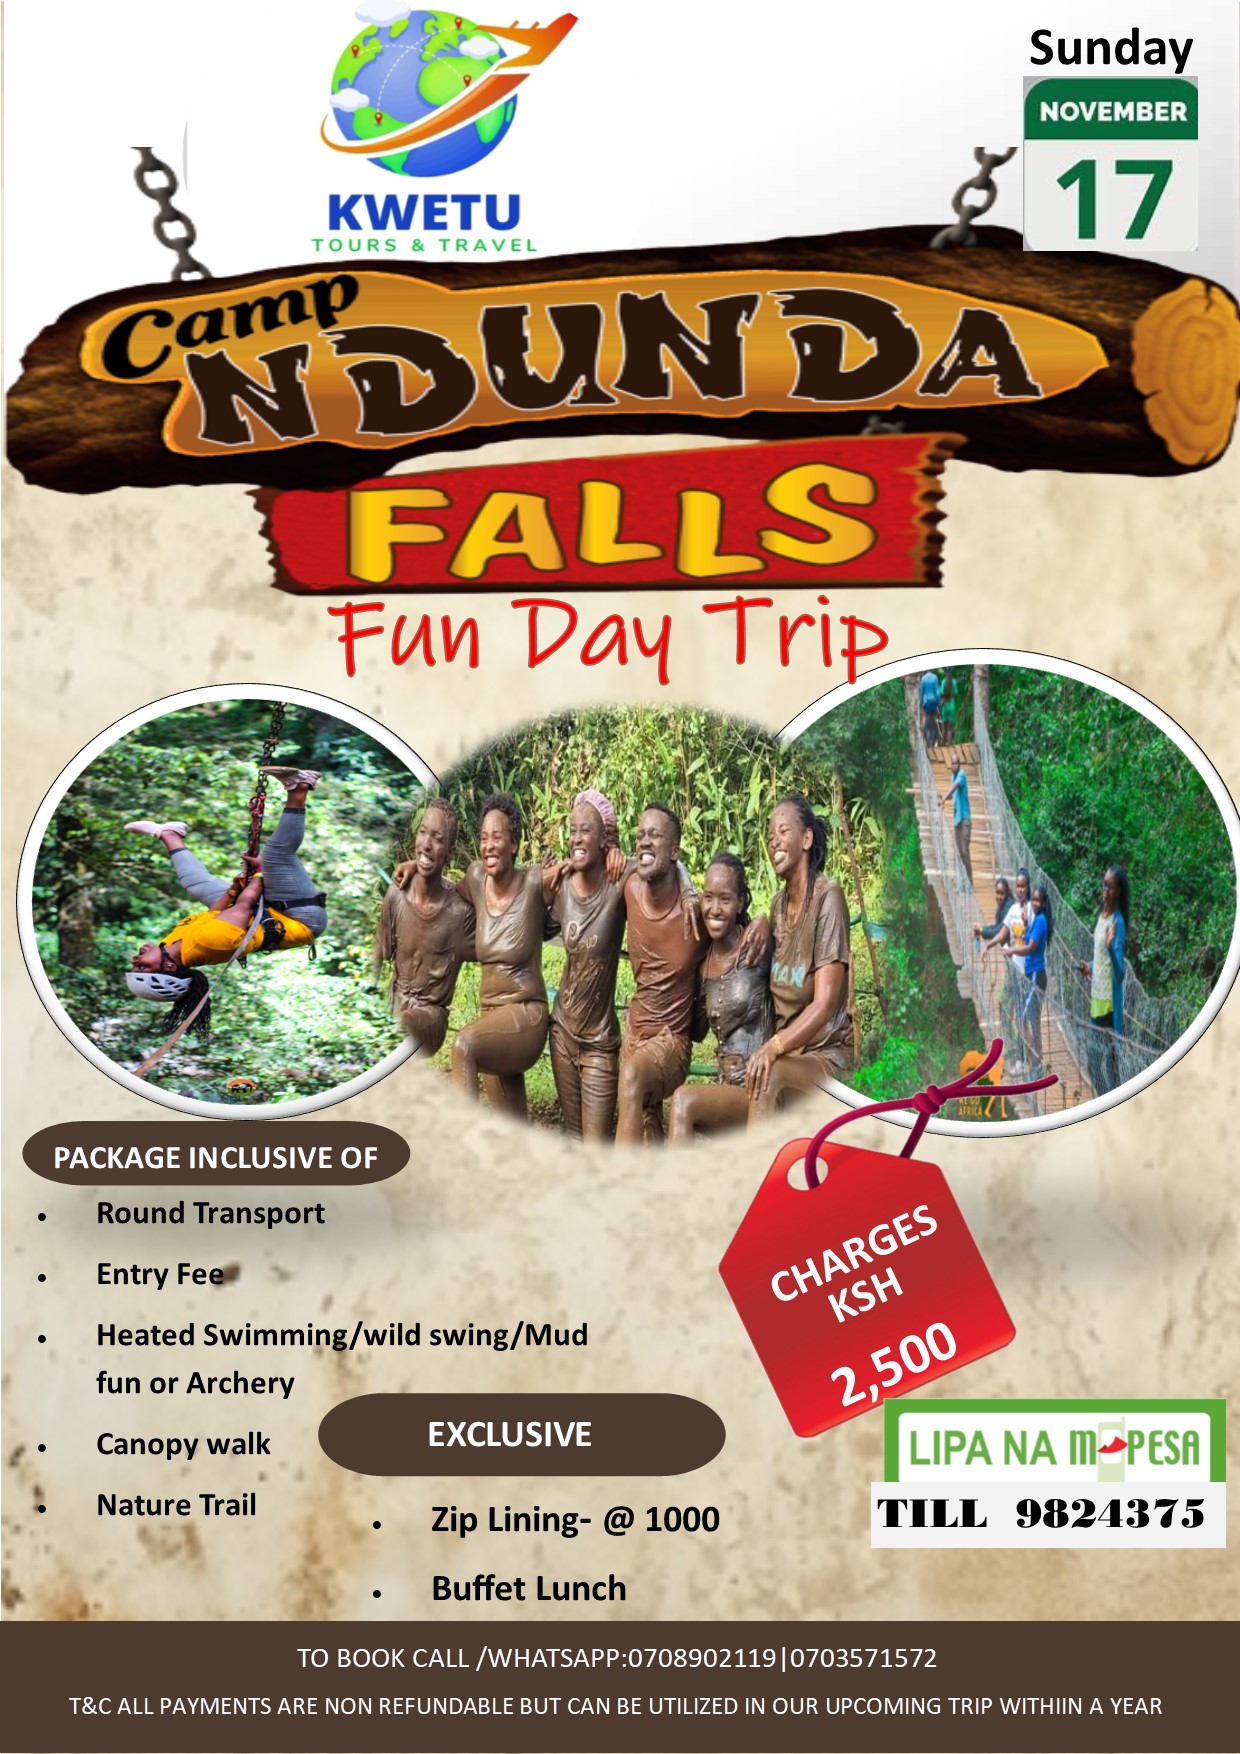 Sunday
NOVEMBER
17
KWETU
TOURS & TRAVEL
Camp
NDUNDA
FALLS
Fun Day Trip
WE GO
AFRICA
PACKAGE INCLUSIVE OF
• Round Transport
• Entry Fee
• Heated Swimming/wild swing/Mud
fun or Archery
• Canopy walk
• Nature Trail
CHARGES
KSH
2,500
EXCLUSIVE
• Zip Lining- @ 1000
• Buffet Lunch
LIPA NA M-PESA
TILL 9824375
TO BOOK CALL /WHATSAPP:0708902119|0703571572
T&C ALL PAYMENTS ARE NON REFUNDABLE BUT CAN BE UTILIZED IN OUR UPCOMING TRIP WITHIIN A YEAR